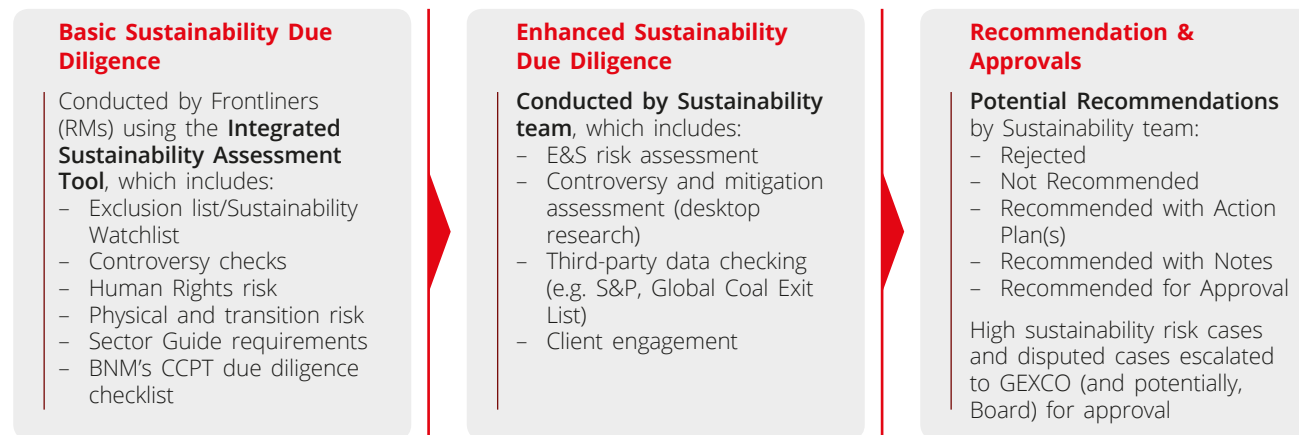 Basic Sustainability Due
Diligence
Conducted by Frontliners
(RMs) using the Integrated
Sustainability Assessment
Tool, which includes:
– Exclusion list/Sustainability
Watchlist
– Controversy checks
– Human Rights risk
– Physical and transition risk
– Sector Guide requirements
– BNM's CCPT due diligence
checklist
Enhanced Sustainability
Due Diligence
Conducted by Sustainability
team, which includes:
– E&S risk assessment
– Controversy and mitigation
assessment (desktop
research)
– Third-party data checking
(e.g. S&P, Global Coal Exit
List)
– Client engagement
Recommendation &
Approvals
Potential Recommendations
by Sustainability team:
– Rejected
– Not Recommended
– Recommended with Action
Plan(s)
– Recommended with Notes
– Recommended for Approval
High sustainability risk cases
and disputed cases escalated
to GEXCO (and potentially,
Board) for approval